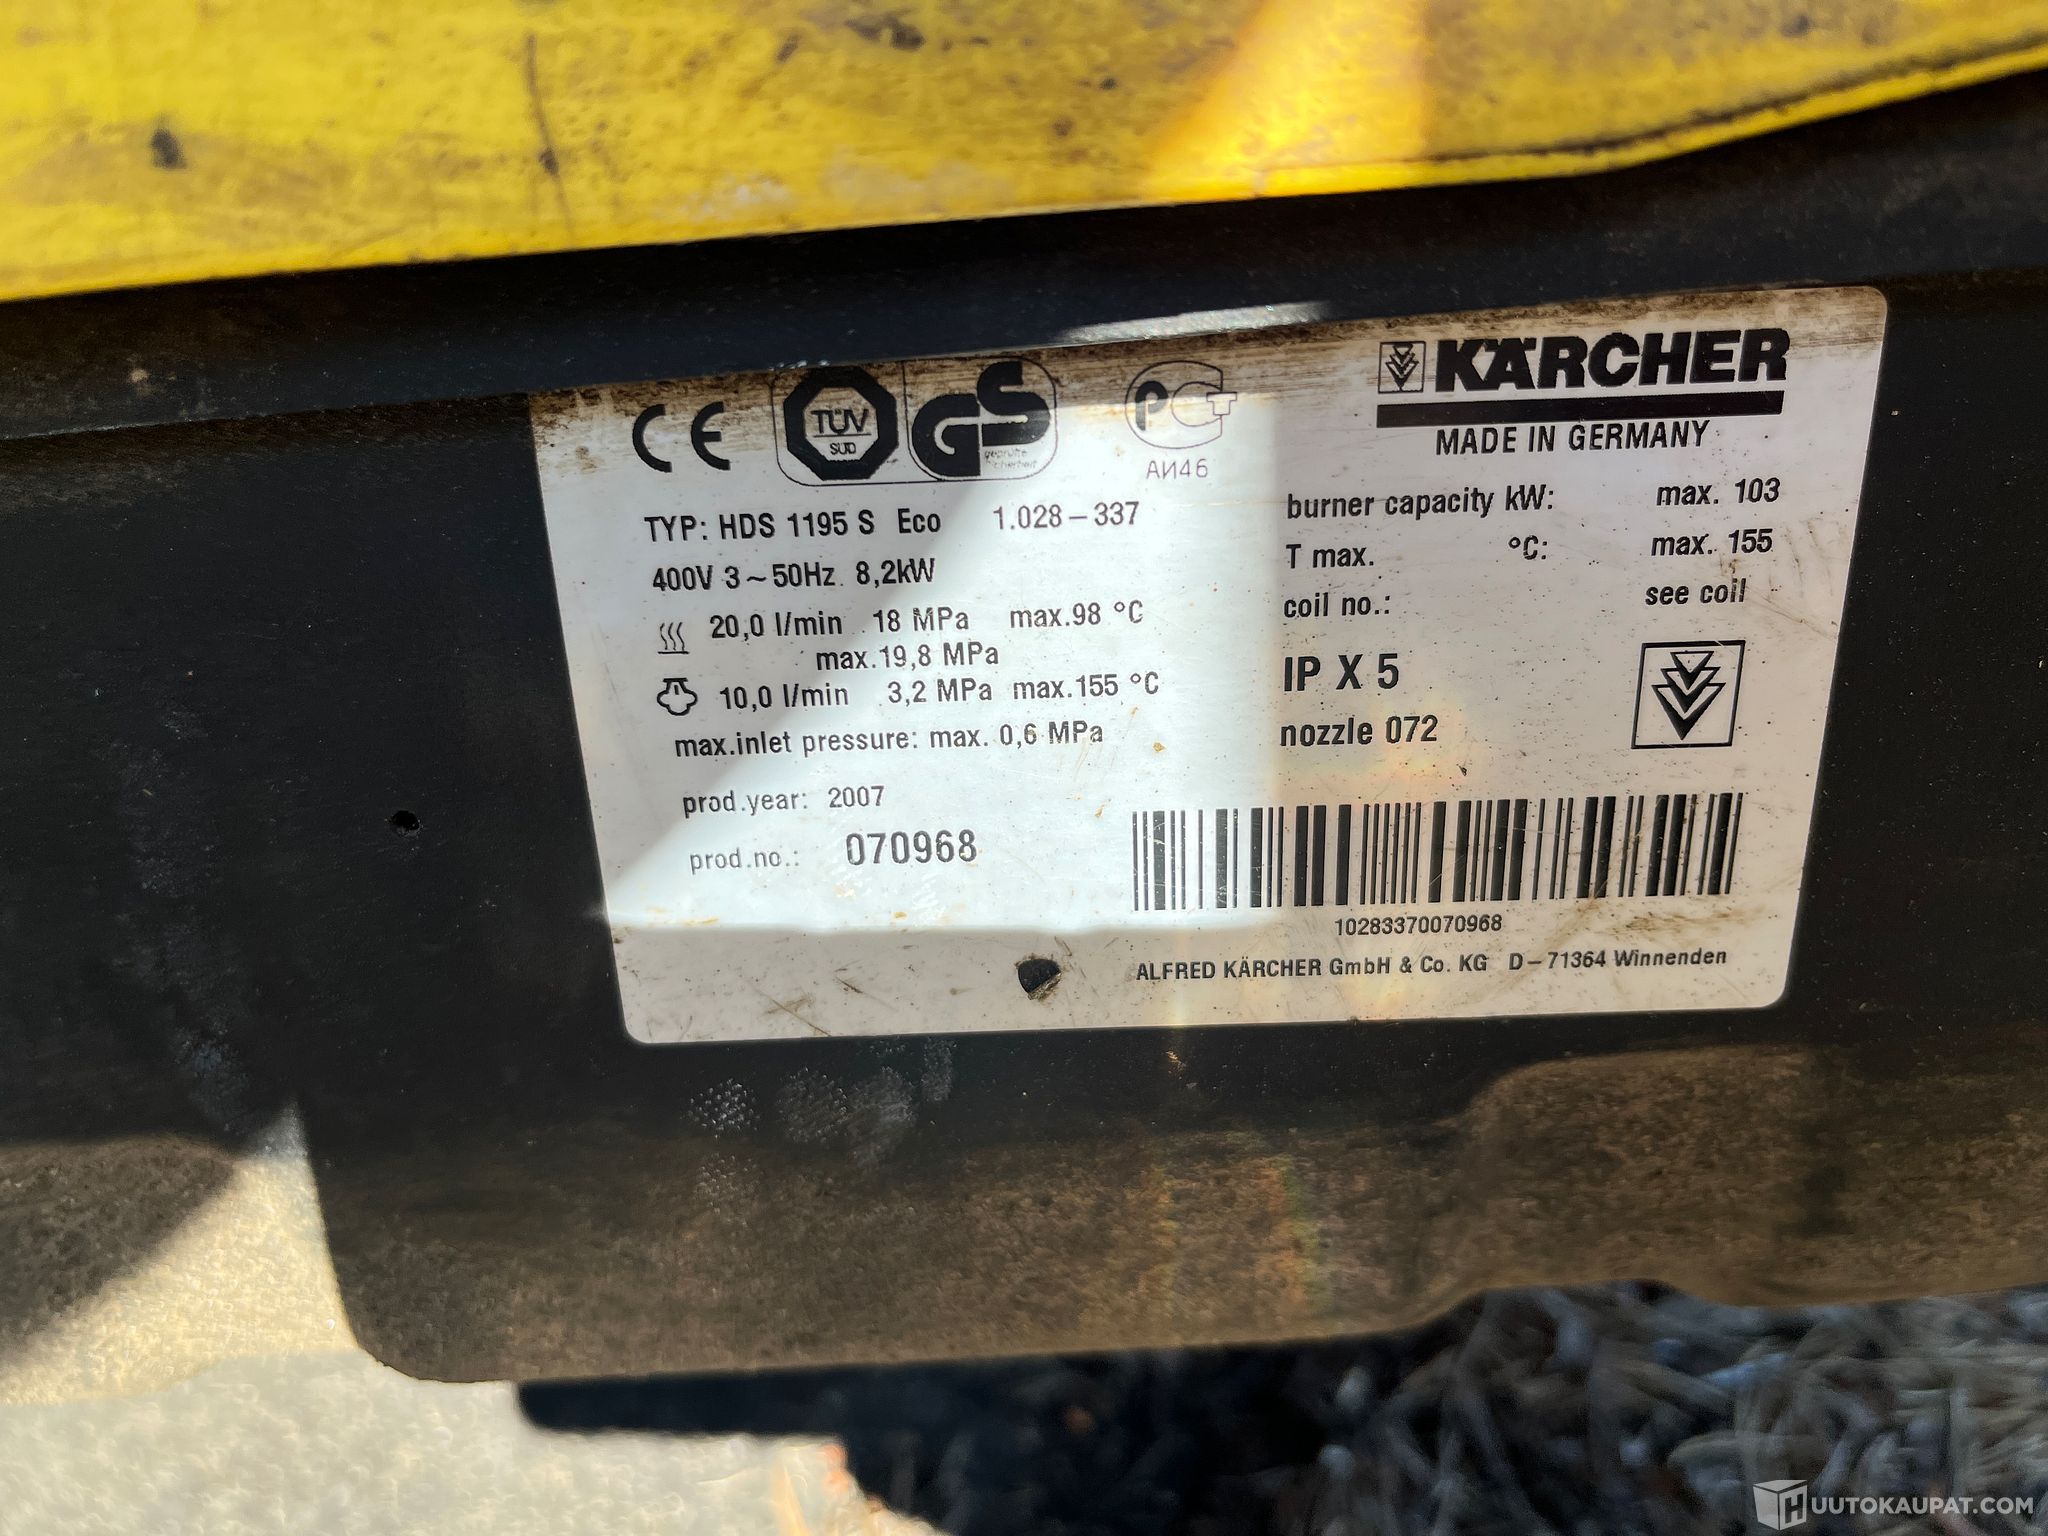 CE
TÜV
SÜD
GS
geprüfte
Sicherheit
PCT
АИ46
KÄRCHER
MADE IN GERMANY
TYP: HDS 1195 S Eco 1.028-337
400V 3~50Hz 8,2kW
20,0 l/min 18 MPa max.98 °C
max.19,8 MPa
10,0 l/min 3,2 MPa max.155 °C
max.inlet pressure: max. 0,6 MPa
prod.year: 2007
prod.no.: 070968
burner capacity kW: max. 103
T max. °C: max. 155
coil no.: see coil
IP X 5
nozzle 072
10283370070968
ALFRED KÄRCHER GmbH & Co. KG D-71364 Winnenden
HUUTOKAUPAT.COM